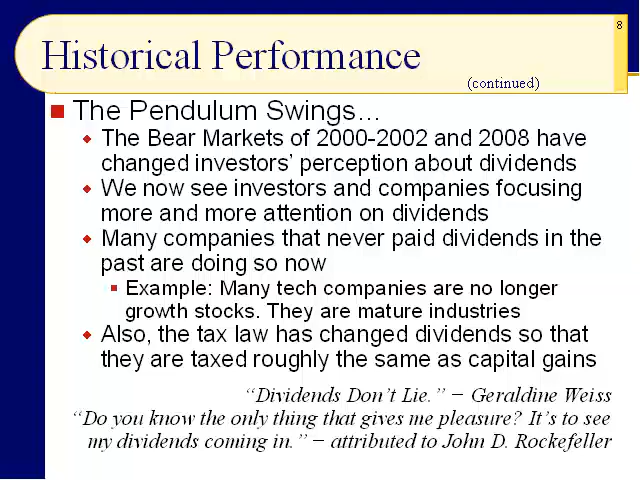 8
Historical Performance
(continued)
The Pendulum Swings...
The Bear Markets of 2000-2002 and 2008 have
changed investors' perception about dividends
We now see investors and companies focusing
more and more attention on dividends
Many companies that never paid dividends in the
past are doing so now
Example: Many tech companies are no longer
growth stocks. They are mature industries
Also, the tax law has changed dividends so that
they are taxed roughly the same as capital gains
“Dividends Don't Lie.” – Geraldine Weiss
“Do you know the only thing that gives me pleasure? It's to see
my dividends coming in.” – attributed to John D. Rockefeller